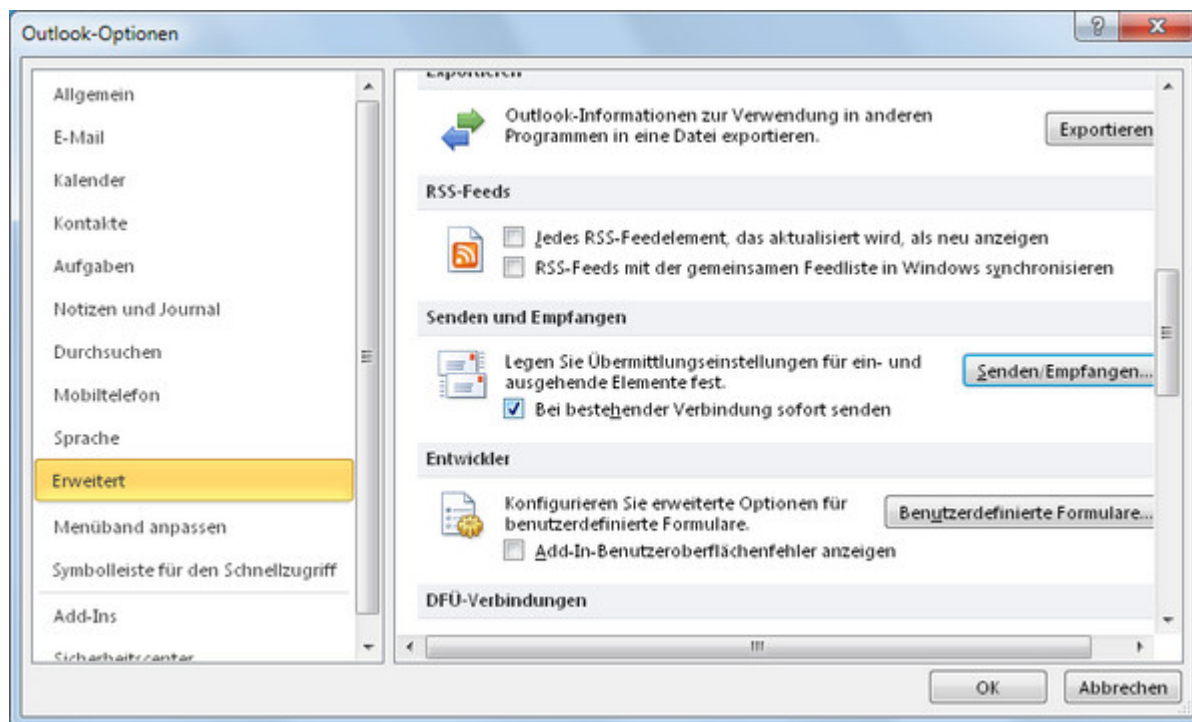 Outlook-Optionen
Allgemein
E-Mail
Kalender
Kontakte
Aufgaben
Notizen und Journal
Durchsuchen
Mobiltelefon
Sprache
Erweitert
Menüband anpassen
Symbolleiste für den Schnellzugriff
Add-Ins
Sicherheitscenter
Exportieren
Outlook-Informationen zur Verwendung in anderen
Programmen in eine Datei exportieren.
Exportieren
RSS-Feeds
Jedes RSS-Feedelement, das aktualisiert wird, als neu anzeigen
RSS-Feeds mit der gemeinsamen Feedliste in Windows synchronisieren
Senden und Empfangen
Legen Sie Übermittlungseinstellungen für ein- und
ausgehende Elemente fest.
Senden/Empfangen...
Bei bestehender Verbindung sofort senden
Entwickler
Konfigurieren Sie erweiterte Optionen für
benutzerdefinierte Formulare.
Benutzerdefinierte Formulare...
Add-In-Benutzeroberflächenfehler anzeigen
DFÜ-Verbindungen
OK
Abbrechen